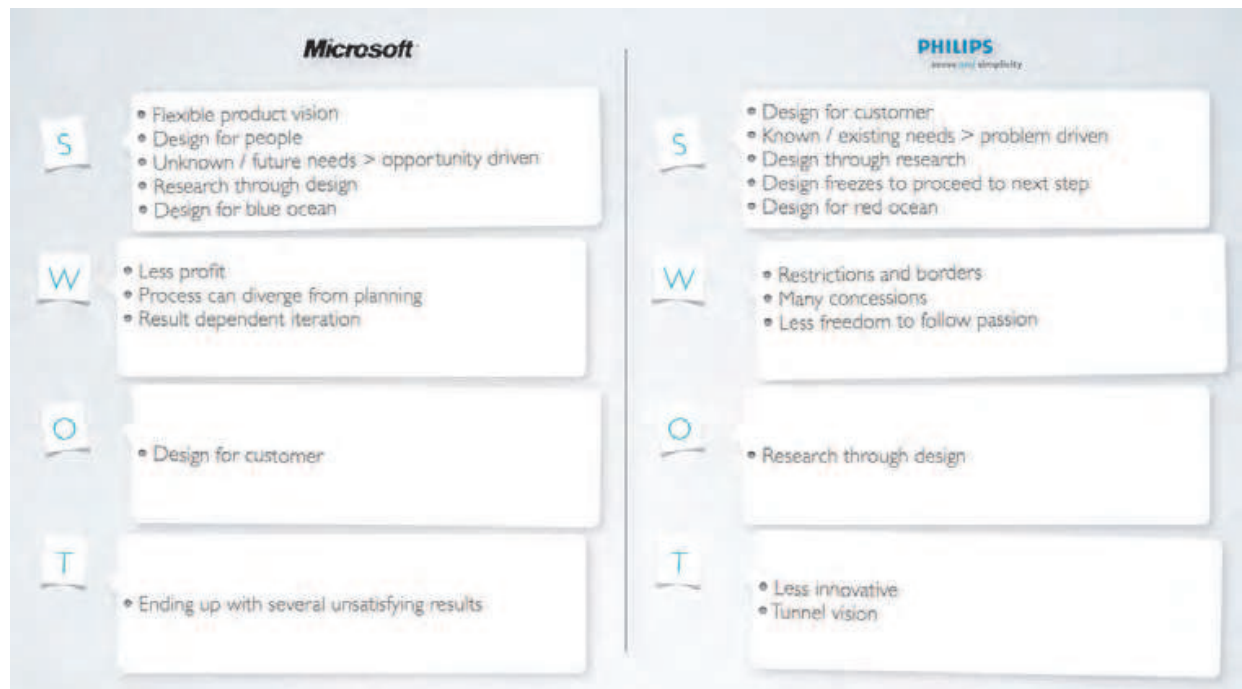 Microsoft
S
• Flexible product vision
• Design for people
• Unknown / future needs > opportunity driven
• Research through design
• Design for blue ocean
W
• Less profit
• Process can diverge from planning
• Result dependent iteration
O
• Design for customer
T
• Ending up with several unsatisfying results
PHILIPS
sense and simplicity
S
• Design for customer
• Known / existing needs > problem driven
• Design through research
• Design freezes to proceed to next step
• Design for red ocean
W
• Restrictions and borders
• Many concessions
• Less freedom to follow passion
O
• Research through design
T
• Less innovative
• Tunnel vision